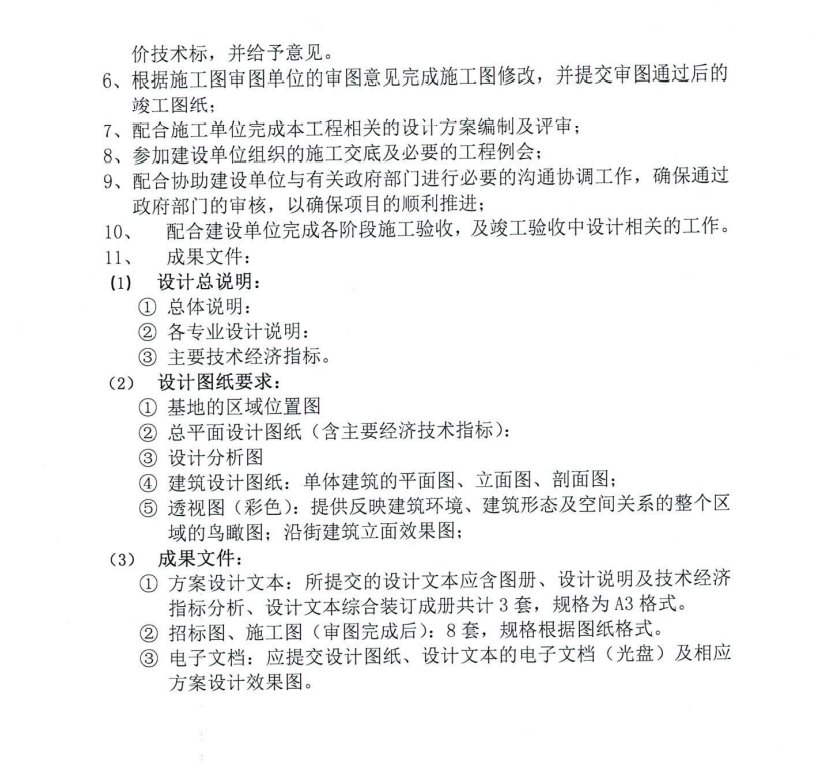 价技术标，并给予意见。
6、根据施工图审图单位的审图意见完成施工图修改，并提交审图通过后的
竣工图纸；
7、配合施工单位完成本工程相关的设计方案编制及评审；
8、参加建设单位组织的施工交底及必要的工程例会；
9、配合协助建设单位与有关政府部门进行必要的沟通协调工作，确保通过
政府部门的审核，以确保项目的顺利推进；
10、 配合建设单位完成各阶段施工验收，及竣工验收中设计相关的工作。
11、 成果文件：
(1) 设计总说明：
① 总体说明：
② 各专业设计说明：
③ 主要技术经济指标。
（2） 设计图纸要求：
① 基地的区域位置图
② 总平面设计图纸（含主要经济技术指标）：
③ 设计分析图
④ 建筑设计图纸：单体建筑的平面图、立面图、剖面图；
⑤ 透视图（彩色）：提供反映建筑环境、建筑形态及空间关系的整个区
域的鸟瞰图；沿街建筑立面效果图；
（3） 成果文件：
① 方案设计文本：所提交的设计文本应含图册、设计说明及技术经济
指标分析、设计文本综合装订成册共计 3 套，规格为 A3 格式。
② 招标图、施工图（审图完成后）：8 套，规格根据图纸格式。
③ 电子文档：应提交设计图纸、设计文本的电子文档（光盘）及相应
方案设计效果图。